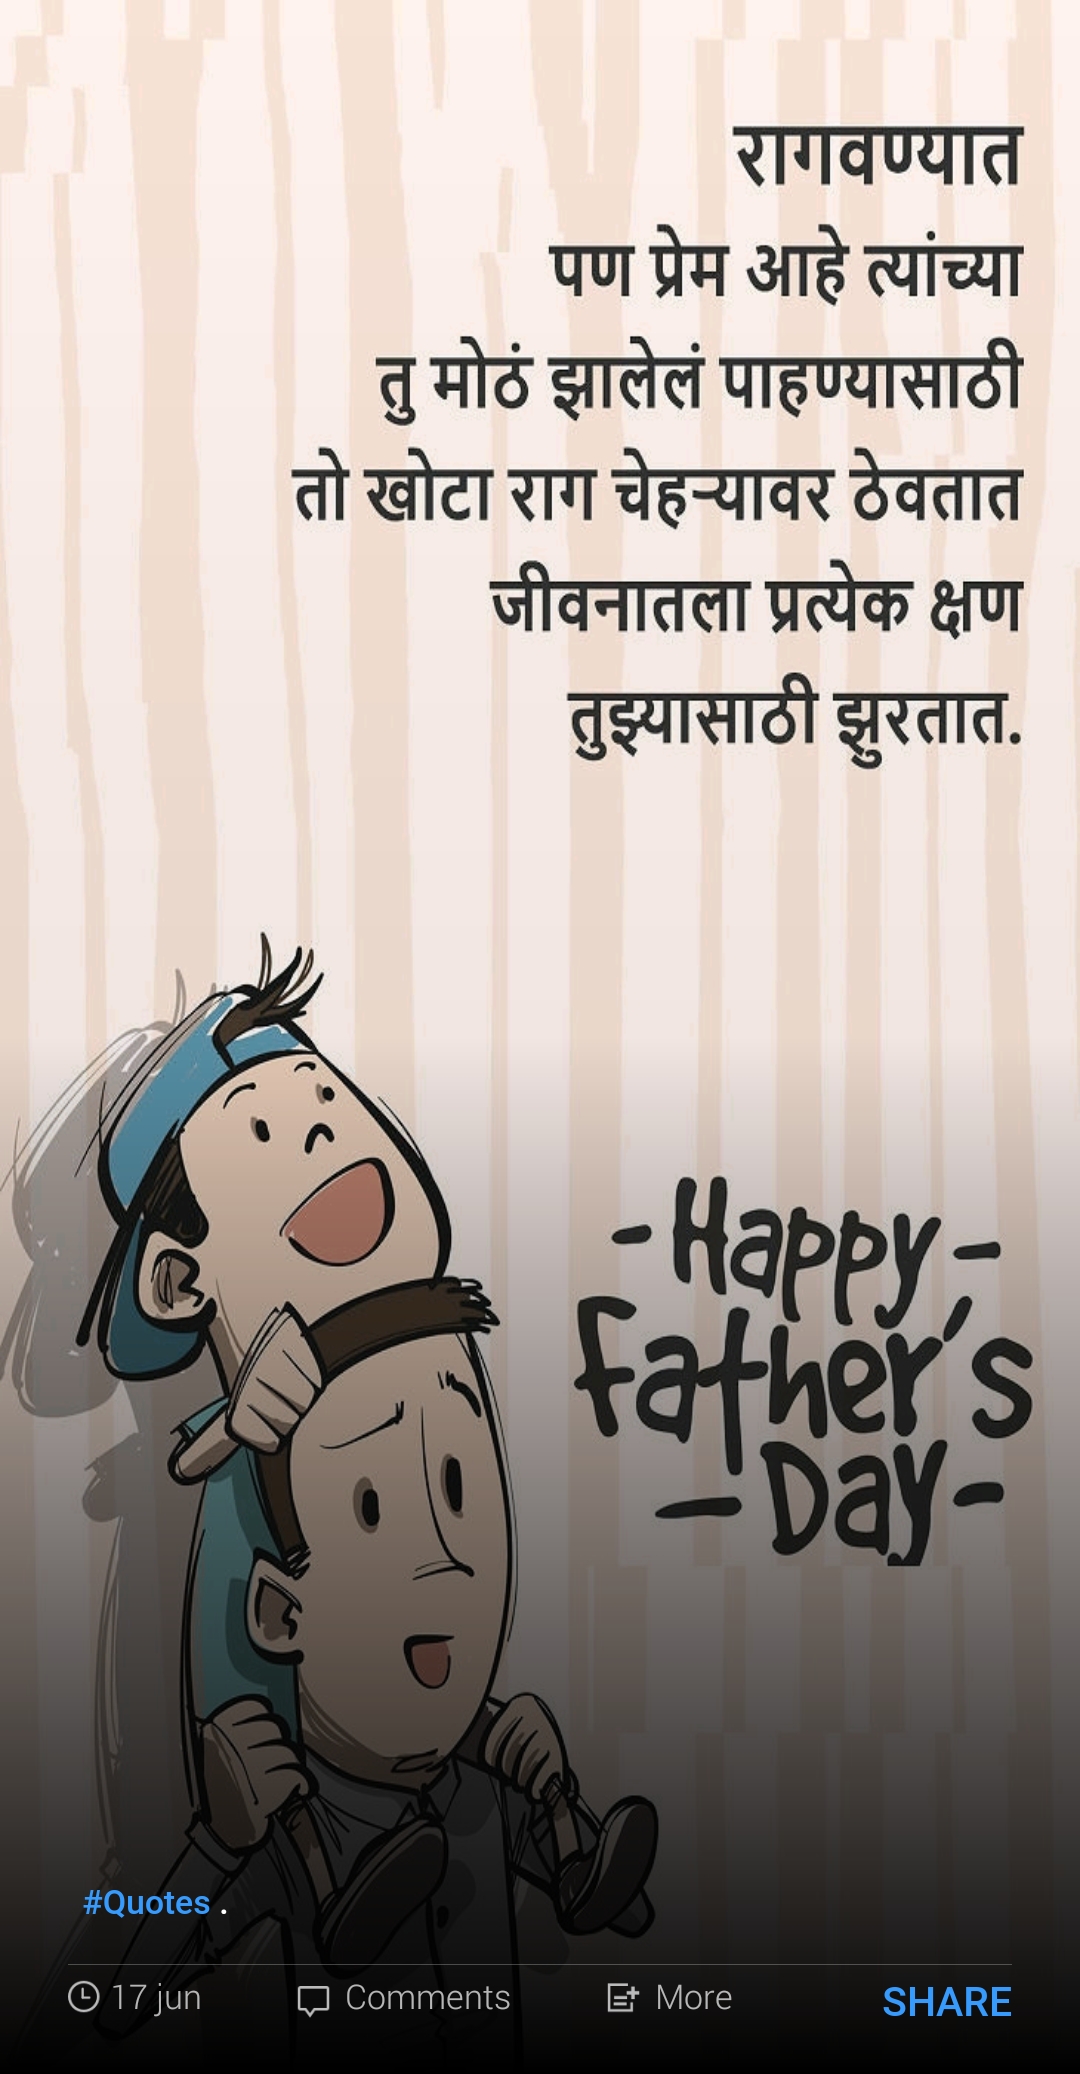 रागवण्यात
पण प्रेम आहे त्यांच्या
तु मोठं झालेलं पाहण्यासाठी
तो खोटा राग चेहऱ्यावर ठेवतात
जीवनातला प्रत्येक क्षण
तुझ्यासाठी झुरतात.
-Happy-
Father's
-Day-
#Quotes .
17 jun
Comments
More
SHARE